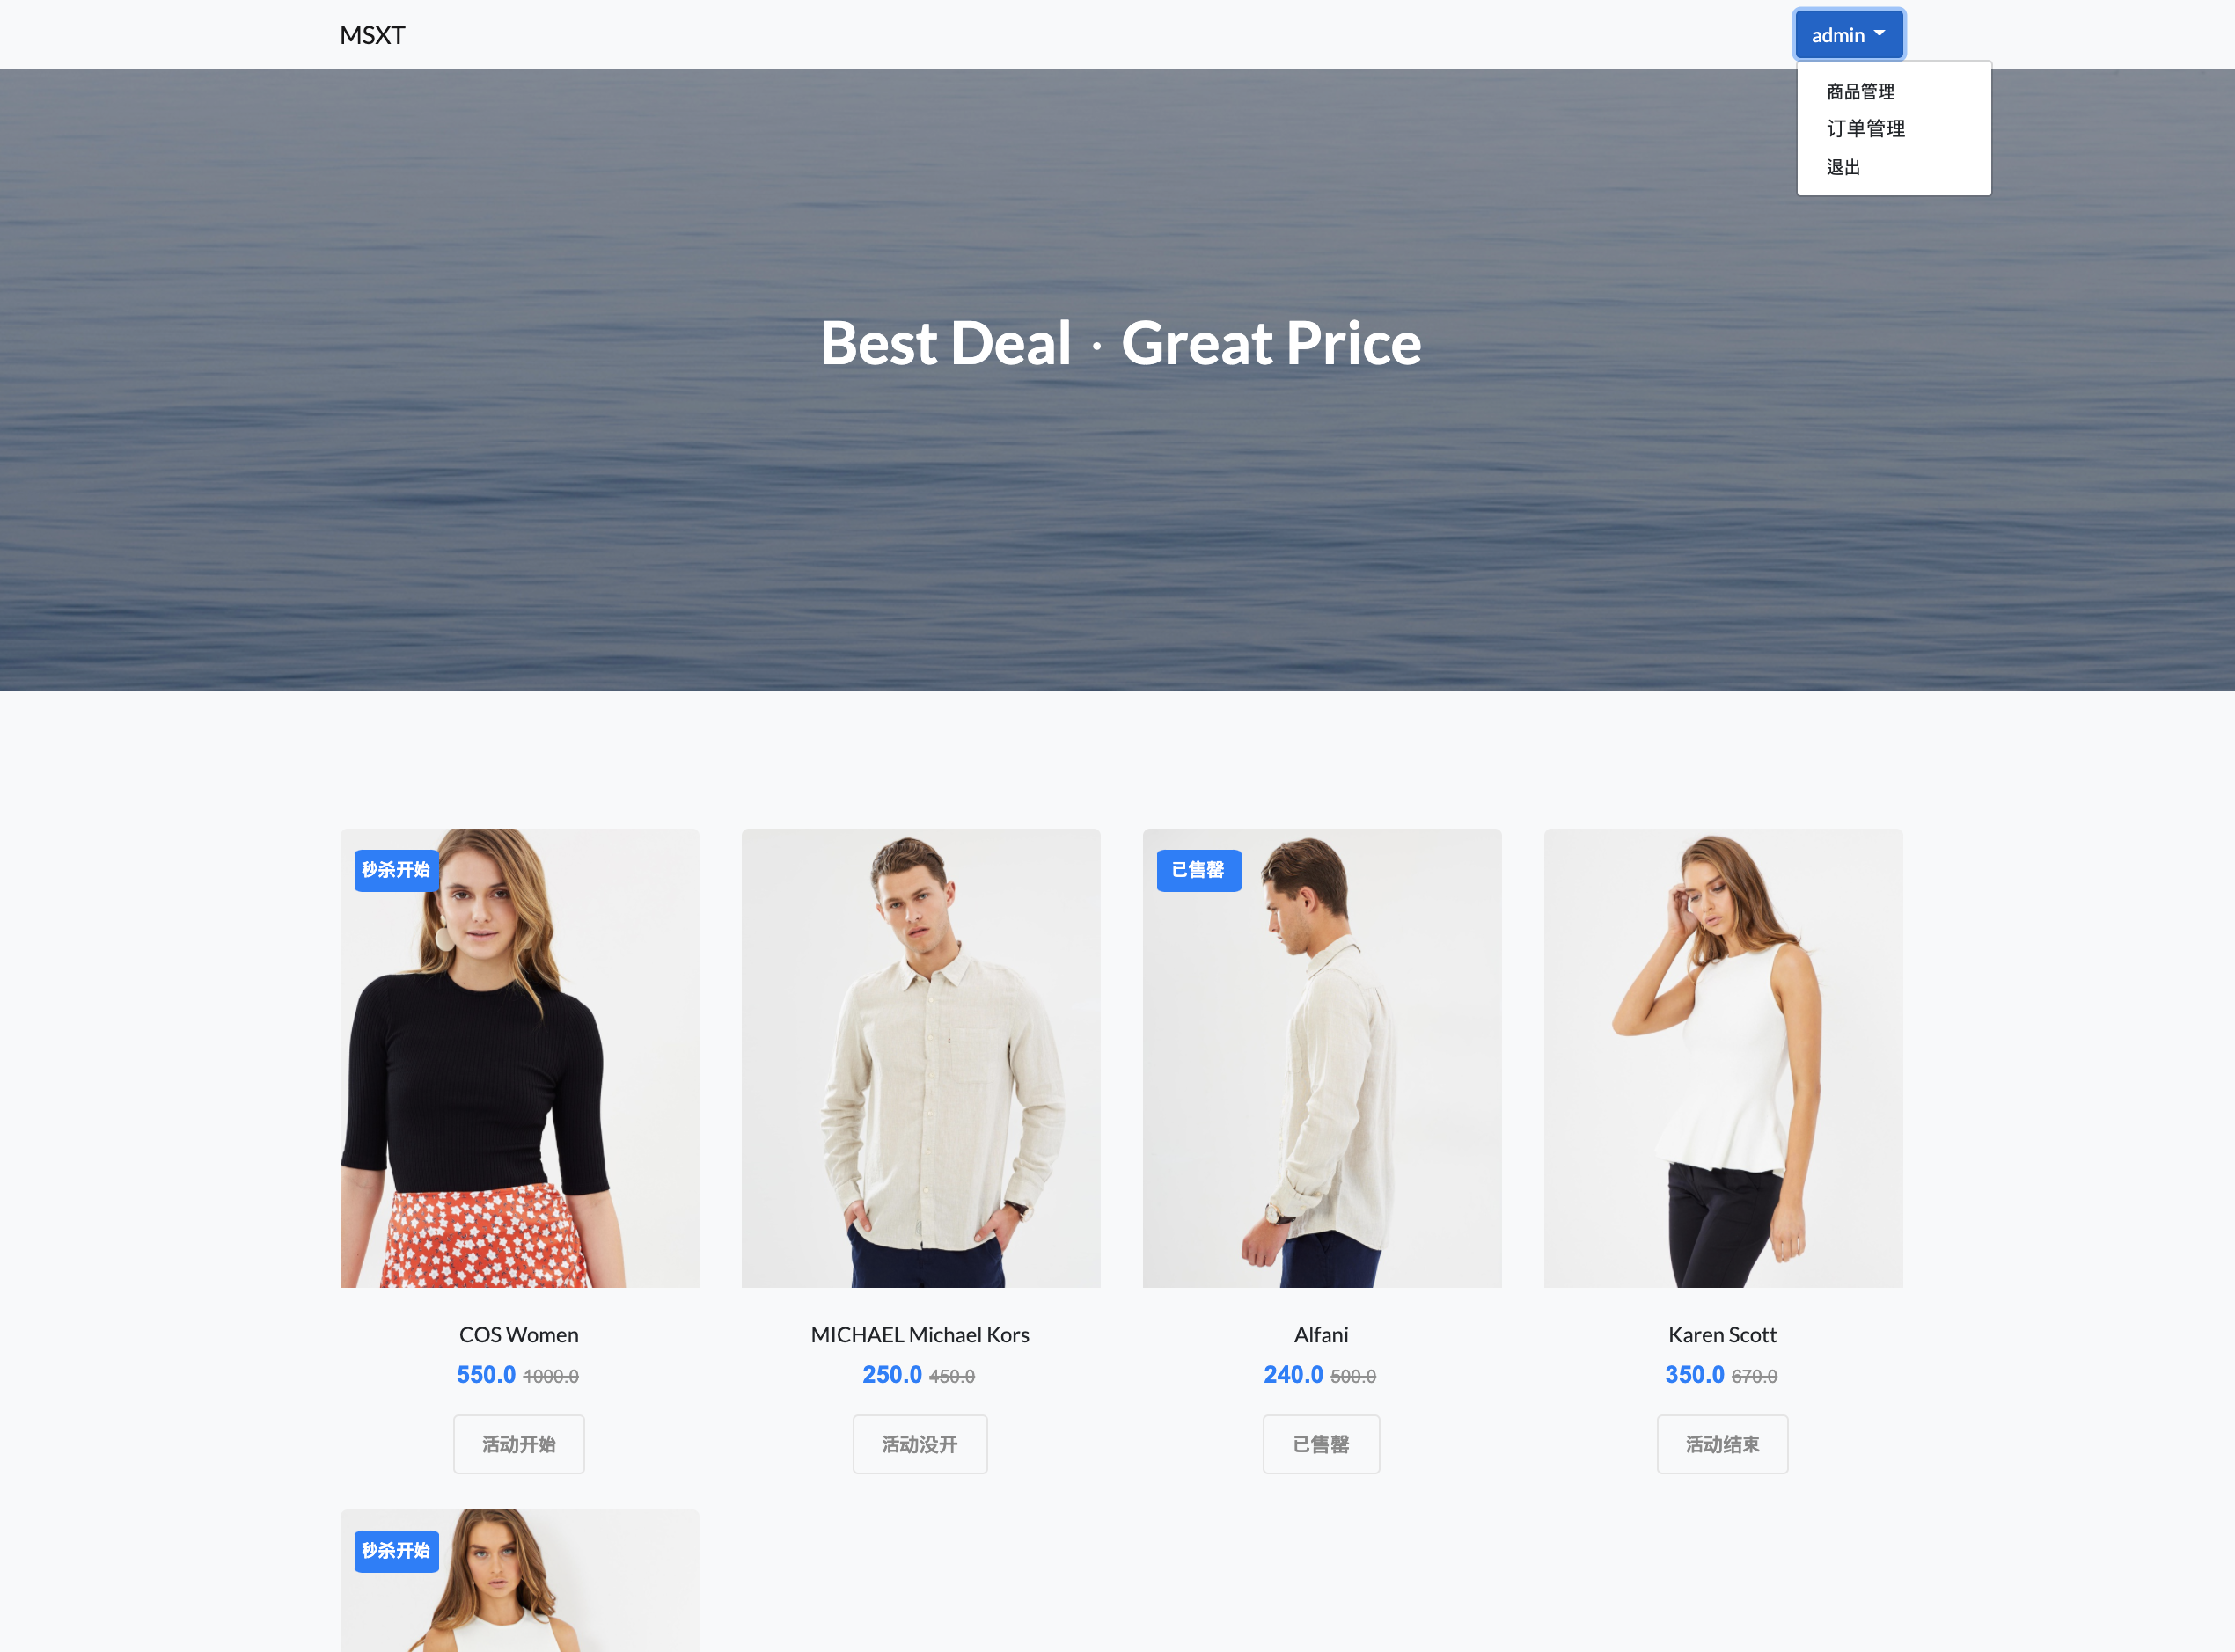 MSXT
admin
商品管理
订单管理
退出
Best Deal · Great Price
秒杀开始
已售罄
COS Women
550.0 1000.0
活动开始
MICHAEL Michael Kors
250.0 450.0
活动没开
Alfani
240.0 500.0
已售罄
Karen Scott
350.0 670.0
活动结束
秒杀开始